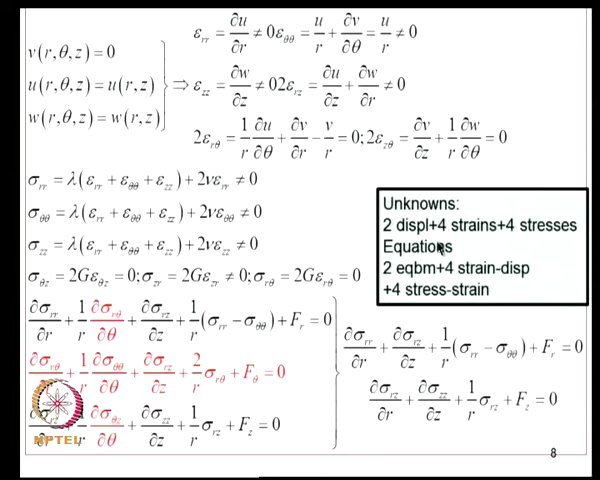 8
v(r,θ,z) = 0
u(r,θ,z) = u(r,z)
w(r,θ,z) = w(r,z)
⇒
ε_rr = ∂u/∂r ≠ 0 ε_θθ = u/r + ∂v/∂θ = u/r ≠ 0
ε_zz = ∂w/∂z ≠ 0 2ε_rz = ∂u/∂z + ∂w/∂r ≠ 0
2ε_rθ = 1/r ∂u/∂θ + ∂v/∂r − v/r = 0; 2ε_zθ = ∂v/∂z + 1/r ∂w/∂θ = 0
σ_rr = λ(ε_rr + ε_θθ + ε_zz) + 2νε_rr ≠ 0
σ_θθ = λ(ε_rr + ε_θθ + ε_zz) + 2νε_θθ ≠ 0
σ_zz = λ(ε_rr + ε_θθ + ε_zz) + 2νε_zz ≠ 0
σ_θz = 2Gε_θz = 0; σ_zr = 2Gε_zr ≠ 0; σ_rθ = 2Gε_rθ = 0
Unknowns:
2 displ+4 strains+4 stresses
Equations
2 eqbm+4 strain-disp
+4 stress-strain
∂σ_rr/∂r + 1/r ∂σ_rθ/∂θ + ∂σ_rz/∂z + 1/r (σ_rr − σ_θθ) + F_r = 0
∂σ_rθ/∂r + 1/r ∂σ_θθ/∂θ + ∂σ_rz/∂z + 2/r σ_rθ + F_θ = 0
∂σ_rz/∂r + 1/r ∂σ_θz/∂θ + ∂σ_zz/∂z + 1/r σ_rz + F_z = 0
∂σ_rr/∂r + ∂σ_rz/∂z + 1/r (σ_rr − σ_θθ) + F_r = 0
∂σ_rz/∂r + ∂σ_zz/∂z + 1/r σ_rz + F_z = 0
NPTEL
8